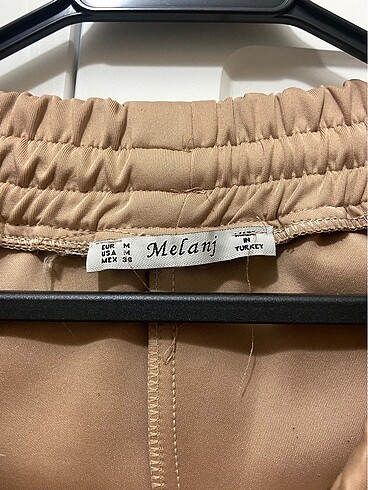 EUR M
USA M
MEX 38
Melanj
IN
TURKEY